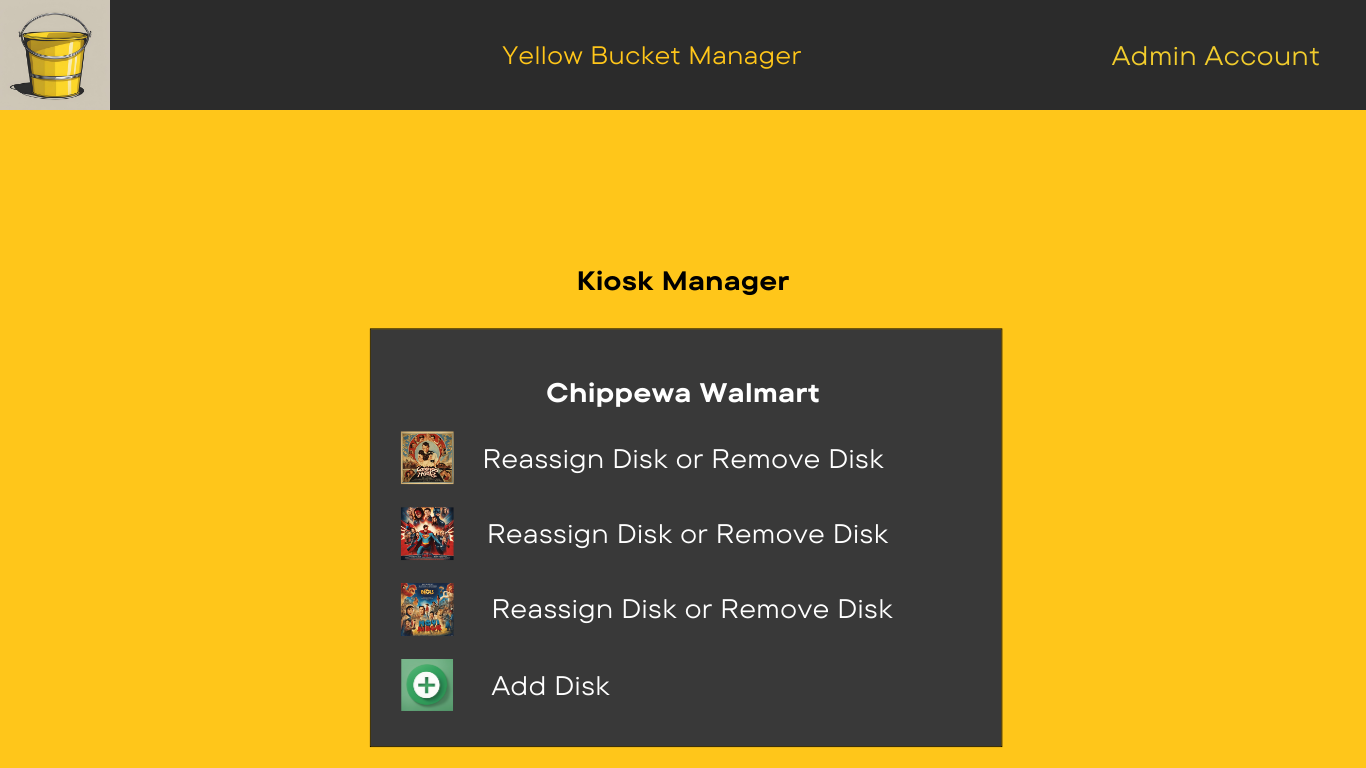 Yellow Bucket Manager
Admin Account
Kiosk Manager
Chippewa Walmart
Reassign Disk or Remove Disk
Reassign Disk or Remove Disk
Reassign Disk or Remove Disk
Add Disk